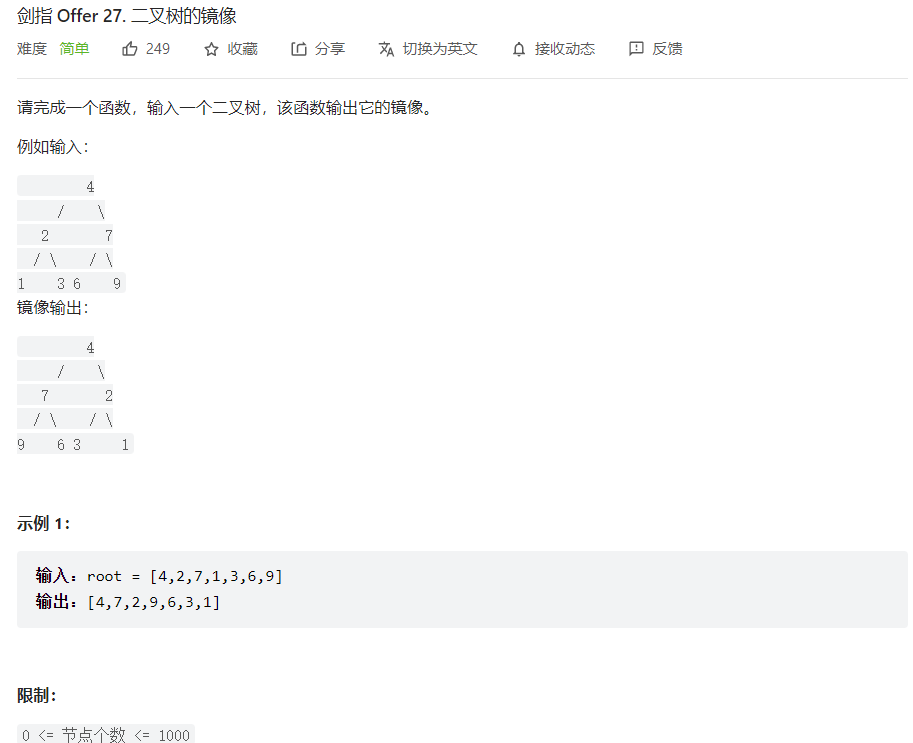 剑指 Offer 27. 二叉树的镜像
难度 简单 249 收藏 分享 切换为英文 接收动态 反馈
请完成一个函数，输入一个二叉树，该函数输出它的镜像。
例如输入：
4
/ \
2 7
/ \ / \
1 3 6 9
镜像输出：
4
/ \
7 2
/ \ / \
9 6 3 1
示例 1：
输入：root = [4,2,7,1,3,6,9]
输出：[4,7,2,9,6,3,1]
限制：
0 <= 节点个数 <= 1000